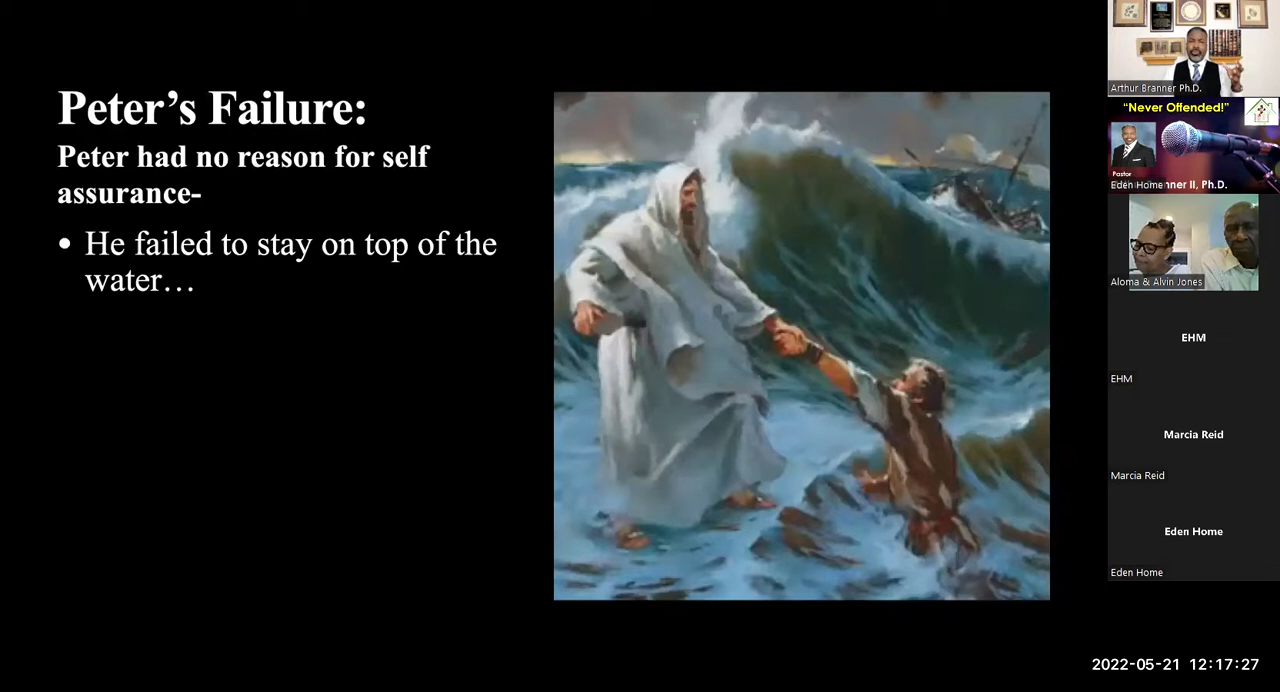 Peter's Failure:
Peter had no reason for self
assurance-
• He failed to stay on top of the
water…
Arthur Branner Ph.D.
"Never Offended!"
Pastor
Eden Home nner II, Ph.D.
Aloma & Alvin Jones
EHM
EHM
Marcia Reid
Marcia Reid
Eden Home
Eden Home
2022-05-21 12:17:27